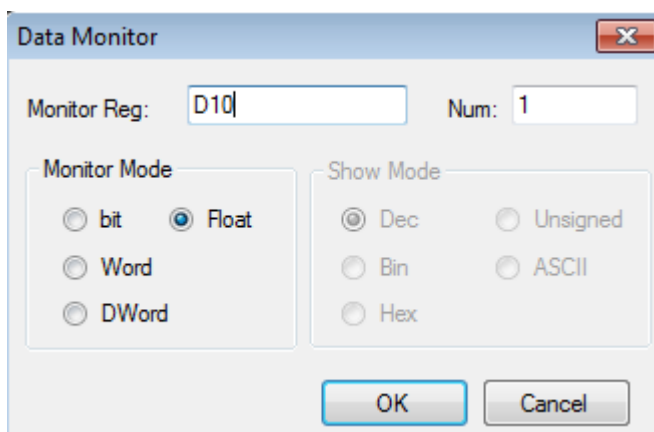 Data Monitor
Monitor Reg: D10 Num: 1
Monitor Mode Show Mode
bit Float Dec Unsigned
Word Bin ASCII
DWord Hex
OK Cancel